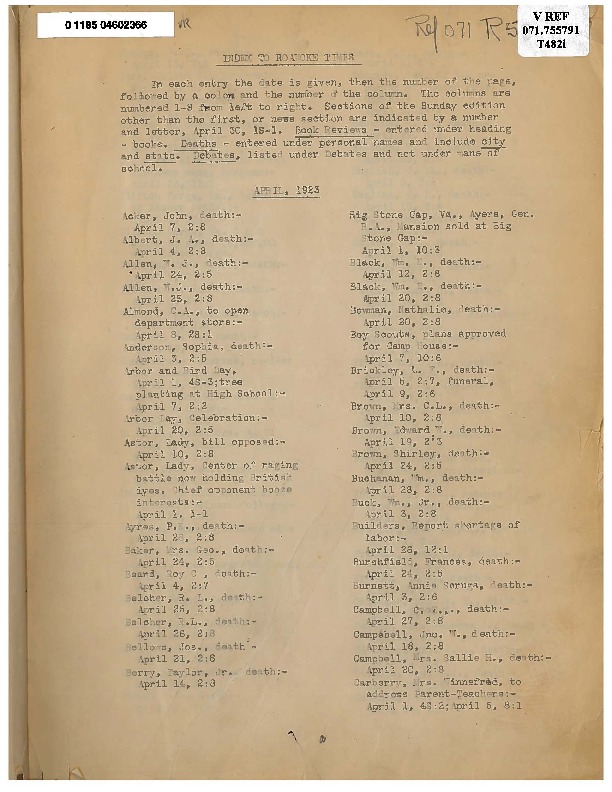 0 1185 04602366
VR
Ref 071 R5
V REF
071.755791
T482i
INDEX TO ROANOKE TIMES
In each entry the date is given, then the number of the page,
followed by a colon and the number of the column. The columns are
numbered 1-8 from left to right. Sections of the Sunday edition
other than the first, or news section are indicated by a number
and letter, April 30, 1S-1. Book Reviews - entered under heading
- books. Deaths - entered under personal names and include city
and state. Debates, listed under Debates and not under name of
school.
APRIL, 1923
Acker, John, death:-
April 7, 2:8
Albert, J. A., death:-
April 4, 2:8
Allen, W. J., death:-
April 24, 2:5
Allen, W.J., death:-
April 25, 2:8
Almond, C.A., to open
department store:-
April 8, 28:1
Anderson, Sophia, death:-
April 3, 2:5
Arbor and Bird Day,
April 1, 4S-3;tree
planting at High School:-
April 7, 2:2
Arbor Day, Celebration:-
April 20, 2:5
Astor, Lady, bill opposed:-
April 10, 2:8
Astor, Lady, Center of raging
battle now holding British
eyes. Chief opponent booze
interests:-
April 1, 1-1
Ayres, death:-
April 28, 2:8
Baker, Mrs. Geo., death:-
April 24, 2:5
Beard, Roy C., death:-
April 4, 2:7
Belcher, R. L., death:-
April 25, 2:8
Belcher, R.L., death:-
April 26, 2:8
Bellows, Jos., death -
April 21, 2:8
Berry, Taylor, Jr. death:-
April 14, 2:8
Big Stone Gap, Va., Ayers, Gen.
R.A., Mansion sold at Big
Stone Gap:-
April 1, 10:3
Black, Wm. death:-
April 12, 2:8
Black, Wm. death:-
April 20, 2:8
Bowman, Nathalie, death:-
April 20, 2:8
Boy Scouts, plans approved
for Camp House:-
April 7, 10:6
Brickley, death:-
April 6, 2:7, funeral,
April 9, 2:6
Brown, Mrs. C.L., death:-
April 10, 2:8
Brown, Edward W., death:-
April 19, 2:3
Brown, Shirley, death:-
April 24, 2:5
Buchanan, Wm., death:-
April 28, 2:8
Buck, Wm., Jr., death:-
April 3, 2:8
Builders, Report shortage of
labor:-
April 26, 12:1
Burchfield, Frances, death:-
April 24, 2:5
Burnett, Annie death:-
April 3, 2:6
Campbell, death:-
April 27, 2:8
Campbell, Jno. W., death:-
April 18, 2:8
Campbell, Mrs. Sallie H., death:-
April 20, 2:8
Carberry, Mrs. Winnefred, to
address Parent-Teachers:-
April 1, 4S-2;April 5, 8:1